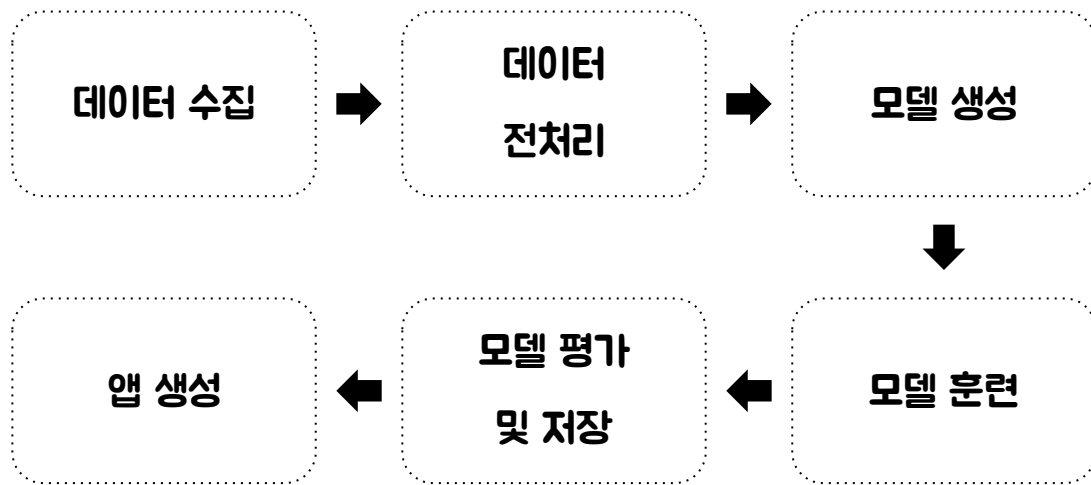 데이터 수집
데이터
전처리
모델 생성
모델 훈련
모델 평가
및 저장
앱 생성